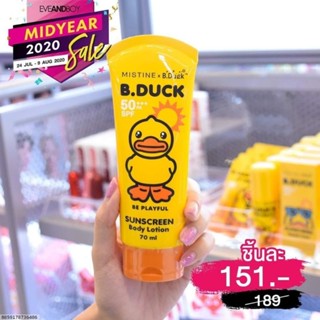 EVEANDBOY
MIDYEAR
2020 Sale
24 JUL - 9 AUG 2020
MISTINE x B.Duck
B.DUCK
50+++
SPF
BE PLAYFUL
SUNSCREEN
Body Lotion
70 ml
B.DUCK
ชิ้นละ
151.-
189